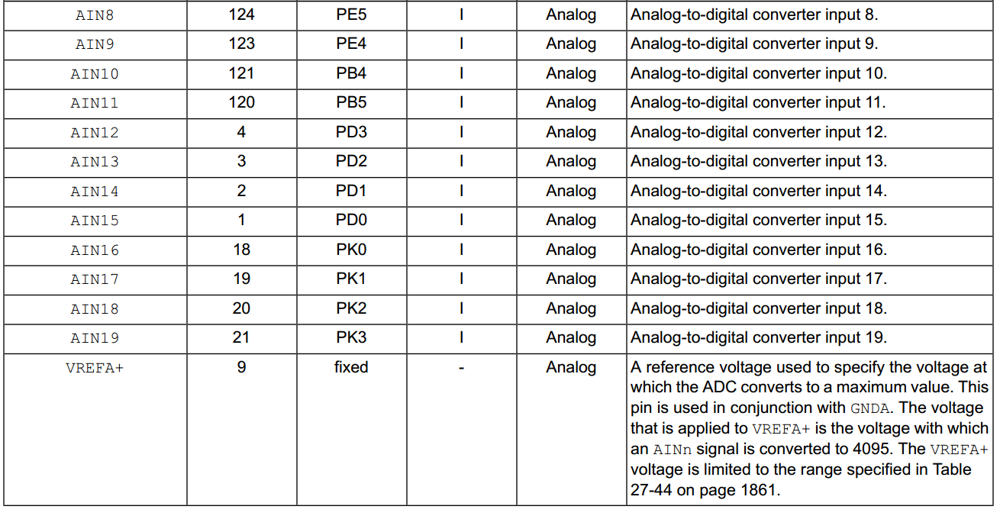 AIN8 124 PE5 I Analog Analog-to-digital converter input 8.
AIN9 123 PE4 I Analog Analog-to-digital converter input 9.
AIN10 121 PB4 I Analog Analog-to-digital converter input 10.
AIN11 120 PB5 I Analog Analog-to-digital converter input 11.
AIN12 4 PD3 I Analog Analog-to-digital converter input 12.
AIN13 3 PD2 I Analog Analog-to-digital converter input 13.
AIN14 2 PD1 I Analog Analog-to-digital converter input 14.
AIN15 1 PD0 I Analog Analog-to-digital converter input 15.
AIN16 18 PK0 I Analog Analog-to-digital converter input 16.
AIN17 19 PK1 I Analog Analog-to-digital converter input 17.
AIN18 20 PK2 I Analog Analog-to-digital converter input 18.
AIN19 21 PK3 I Analog Analog-to-digital converter input 19.
VREFA+ 9 fixed - Analog A reference voltage used to specify the voltage at
which the ADC converts to a maximum value. This
pin is used in conjunction with GNDA. The voltage
that is applied to VREFA+ is the voltage with which
an AINn signal is converted to 4095. The VREFA+
voltage is limited to the range specified in Table
27-44 on page 1861.